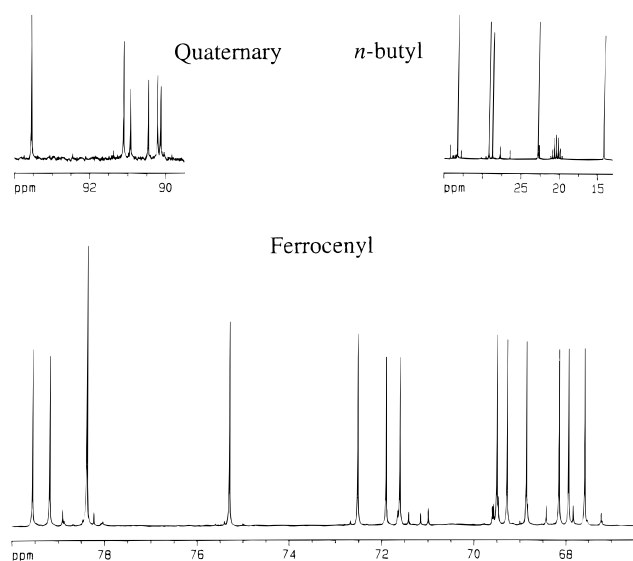 Quaternary
n-butyl
ppm 92 90
ppm 25 20 15
Ferrocenyl
ppm 78 76 74 72 70 68